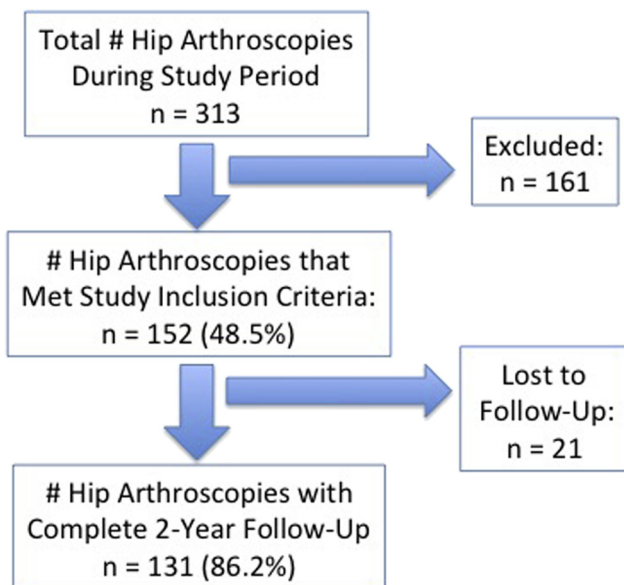 Total # Hip Arthroscopies
During Study Period
n = 313
Excluded:
n = 161
# Hip Arthroscopies that
Met Study Inclusion Criteria:
n = 152 (48.5%)
Lost to
Follow-Up:
n = 21
# Hip Arthroscopies with
Complete 2-Year Follow-Up
n = 131 (86.2%)